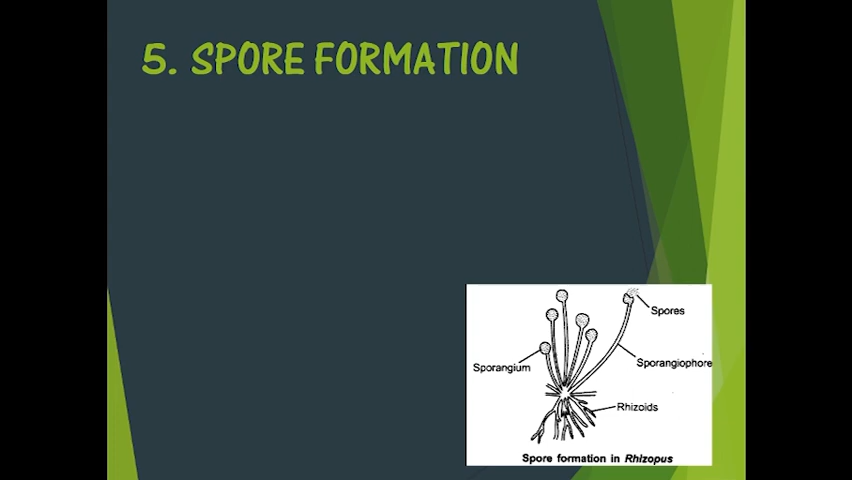 5. SPORE FORMATION
Spores
Sporangium
Sporangiophore
Rhizoids
Spore formation in Rhizopus